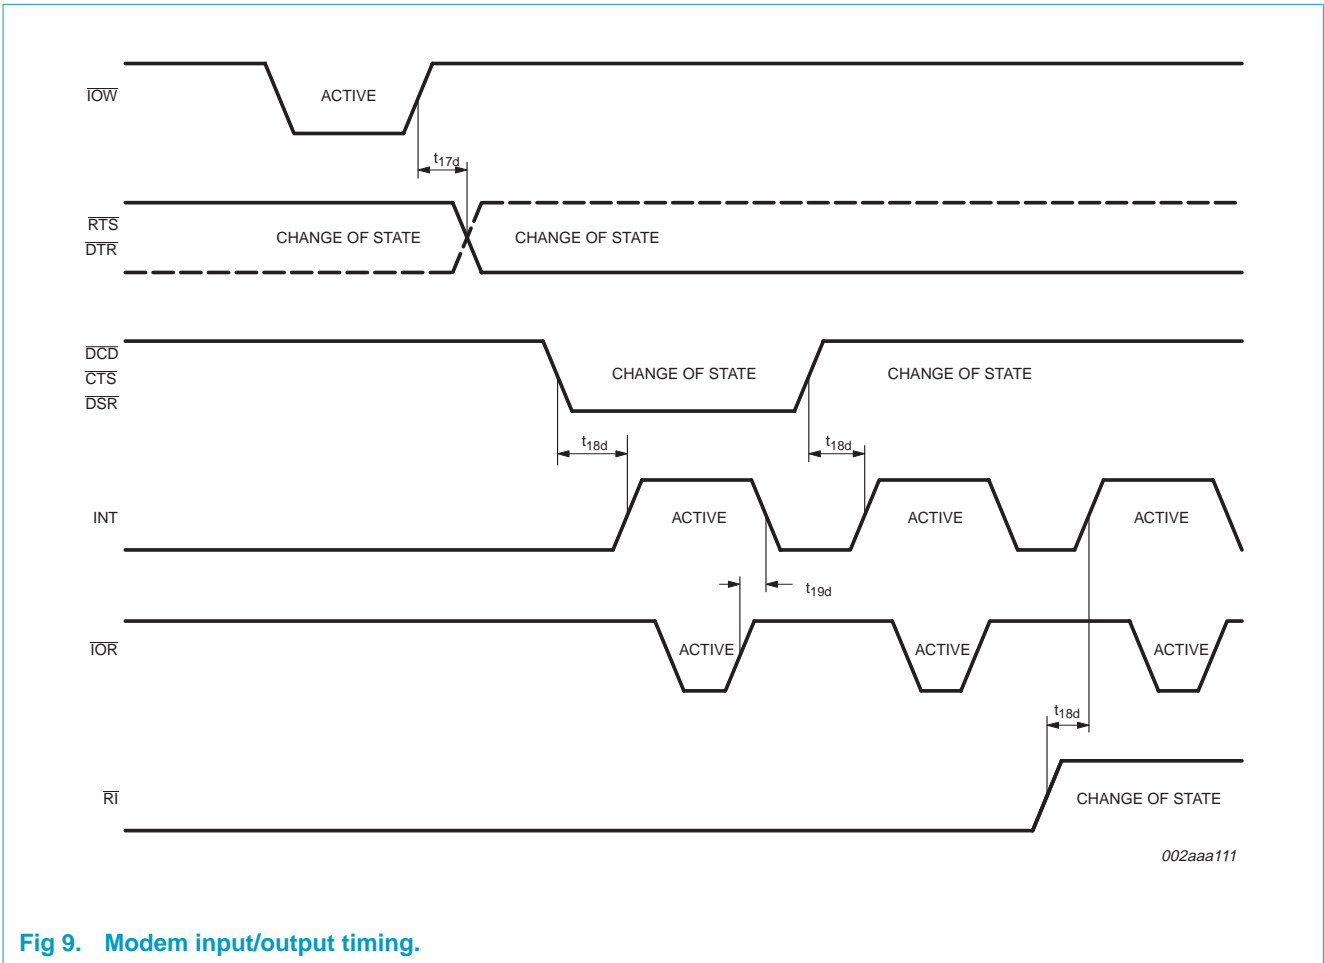 IOW
ACTIVE
t17d
RTS
DTR
CHANGE OF STATE
CHANGE OF STATE
DCD
CTS
DSR
CHANGE OF STATE
CHANGE OF STATE
t18d
t18d
INT
ACTIVE
ACTIVE
ACTIVE
t19d
IOR
ACTIVE
ACTIVE
ACTIVE
t18d
RI
CHANGE OF STATE
002aaa111
Fig 9. Modem input/output timing.